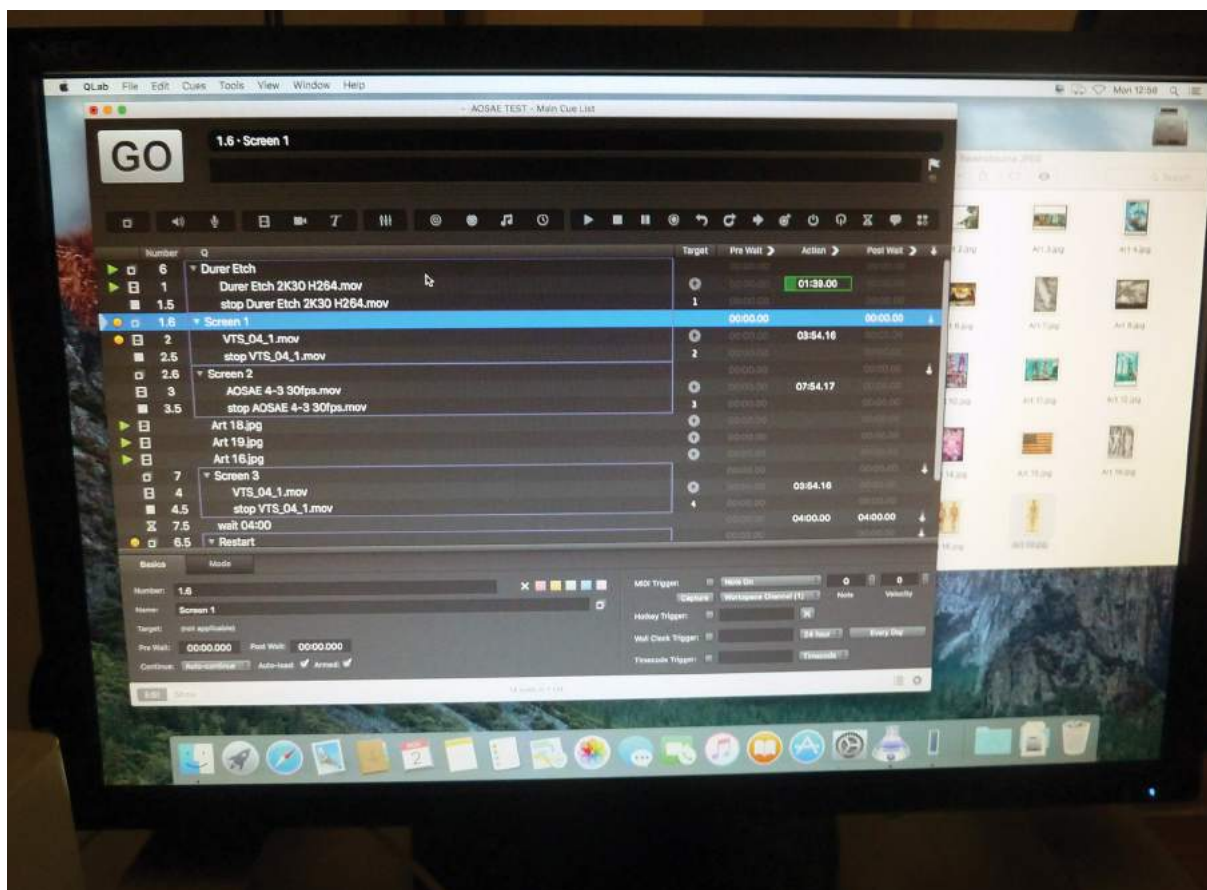 QLab File Edit Cues Tools View Window Help
Mon 12:58
AOSAE TEST - Main Cue List
GO
1.6 · Screen 1
Number Q Target Pre Wait Action Post Wait
6 Durer Etch
1 Durer Etch 2K30 H264.mov 01:39.00
1.5 stop Durer Etch 2K30 H264.mov 1
1.6 Screen 1 00:00.00 00:00.00
2 VTS_04_1.mov 03:54.16
2.5 stop VTS_04_1.mov 2
2.6 Screen 2
3 AOSAE 4-3 30fps.mov 07:54.17
3.5 stop AOSAE 4-3 30fps.mov 3
Art 18.jpg
Art 19.jpg
Art 16.jpg
7 Screen 3
4 VTS_04_1.mov 03:54.16
4.5 stop VTS_04_1.mov 4
7.5 wait 04:00 04:00.00 04:00.00
6.5 Restart
Basics Mode
Number: 1.6
Name: Screen 1
Target: (not applicable)
Pre Wait: 00:00.000 Post Wait: 00:00.000
Continue: Auto-continue Auto-load Armed:
MIDI Trigger: Note On 0 0
Capture Workspace Channel (1) Note Velocity
Hotkey Trigger:
Wall Clock Trigger: 24 hour Every Day
Timecode Trigger: Timecode
Edit Show
Art 3.jpg
Art 4.jpg
Art 7.jpg
Art 8.jpg
Art 11.jpg
Art 12.jpg
Art 15.jpg
Art 16.jpg
2